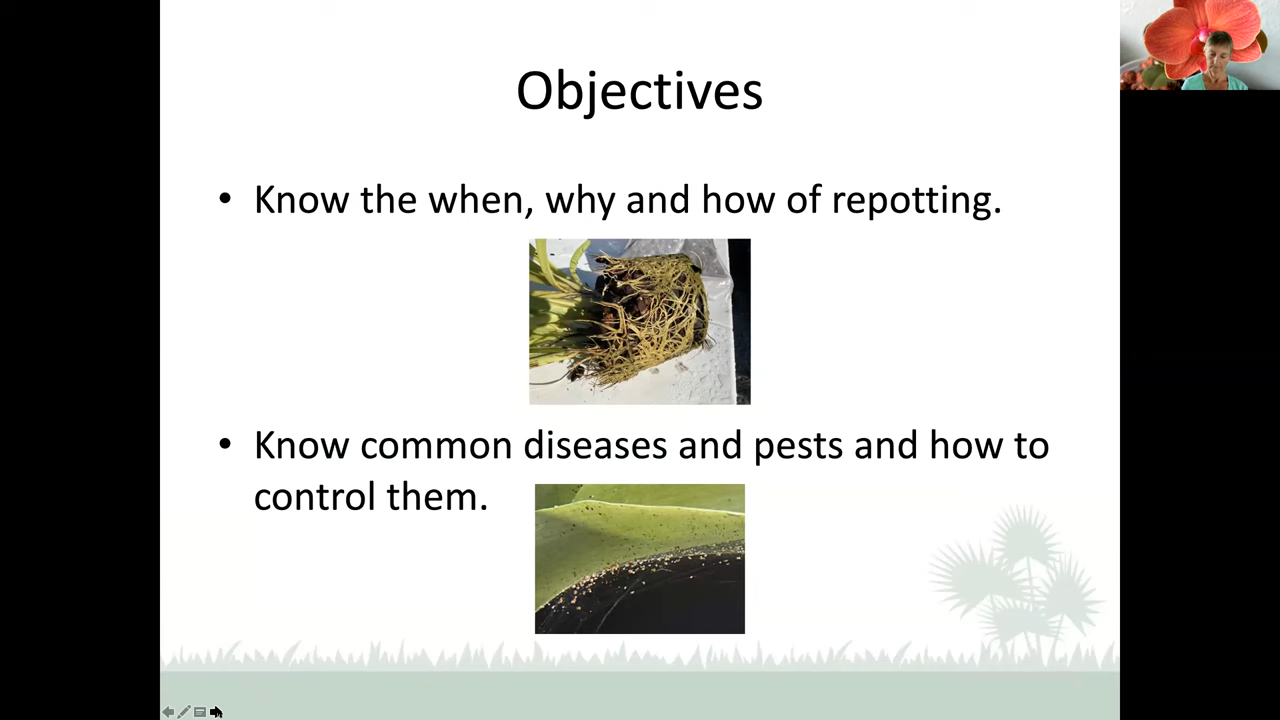 Objectives
• Know the when, why and how of repotting.
• Know common diseases and pests and how to
control them.